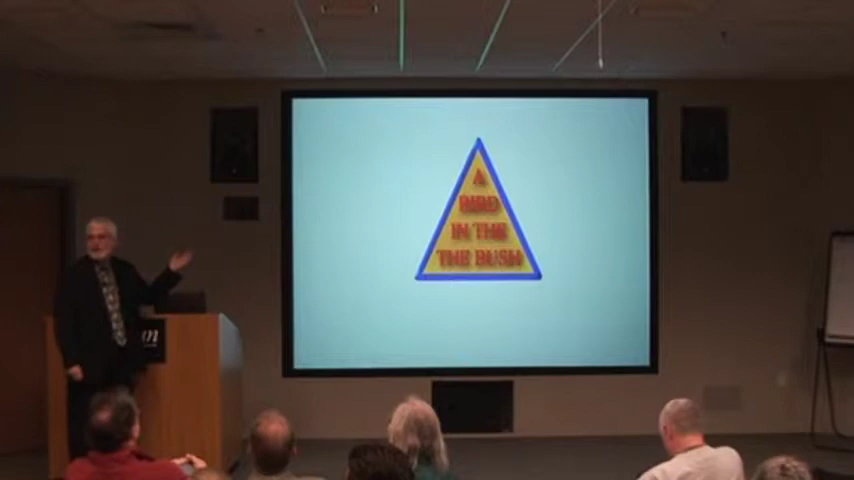 A
BIRD
IN THE
THE BUSH